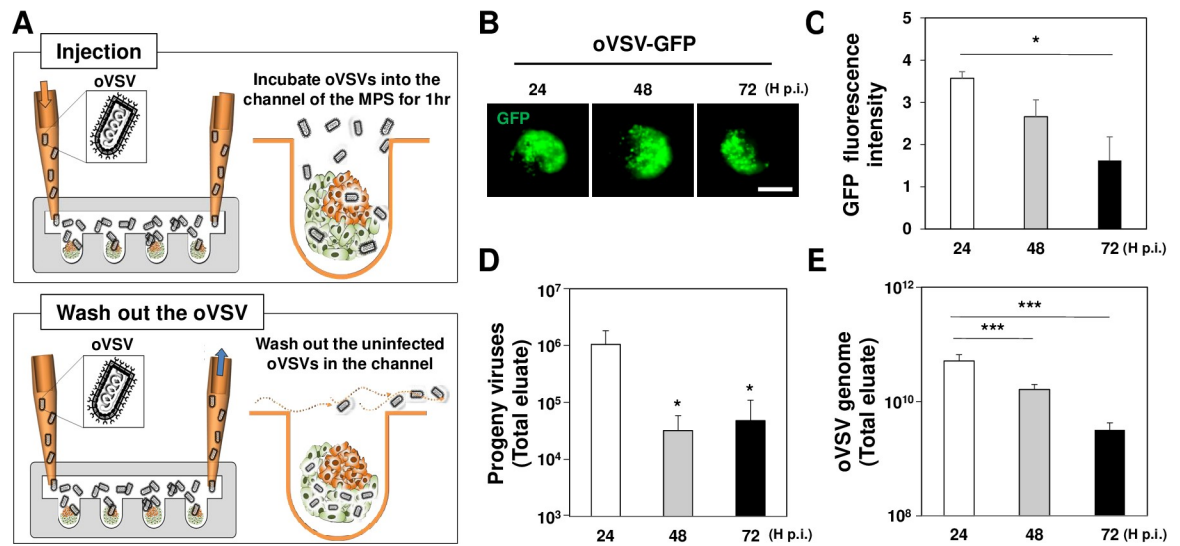 A
Injection
oVSV
Incubate oVSVs into the
channel of the MPS for 1hr
Wash out the oVSV
oVSV
Wash out the uninfected
oVSVs in the channel
B
oVSV-GFP
24 48 72 (H p.i.)
GFP
C
GFP fluorescence
intensity
5
4
3
2
1
0
*
24 48 72 (H p.i.)
D
Progeny viruses
(Total eluate)
10⁷
10⁶
10⁵
10⁴
10³
*
*
24 48 72 (H p.i.)
E
oVSV genome
(Total eluate)
10¹²
10¹⁰
10⁸
***
***
24 48 72 (H p.i.)